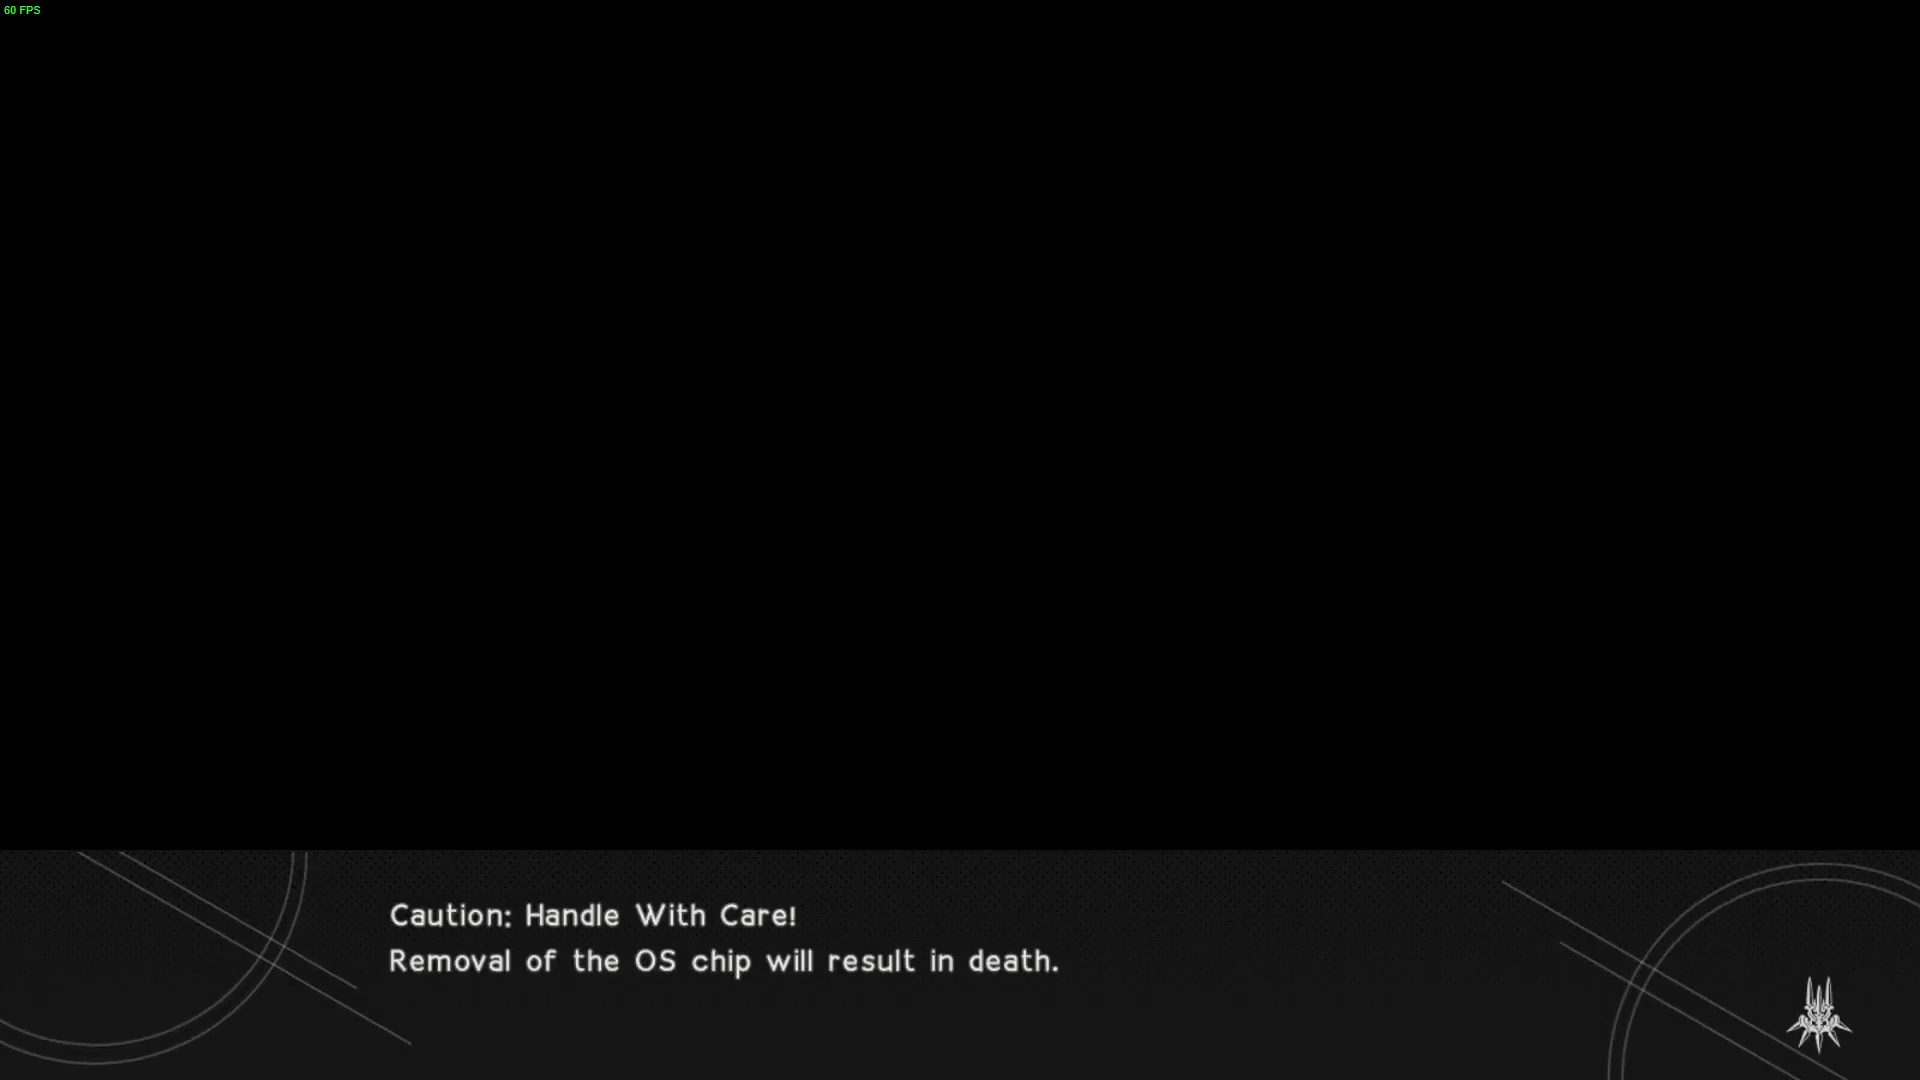 60 FPS
Caution: Handle With Care!
Removal of the OS chip will result in death.